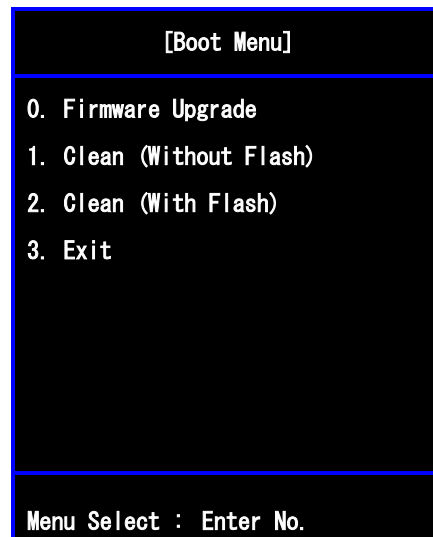 [Boot Menu]
0. Firmware Upgrade
1. Clean (Without Flash)
2. Clean (With Flash)
3. Exit
Menu Select : Enter No.